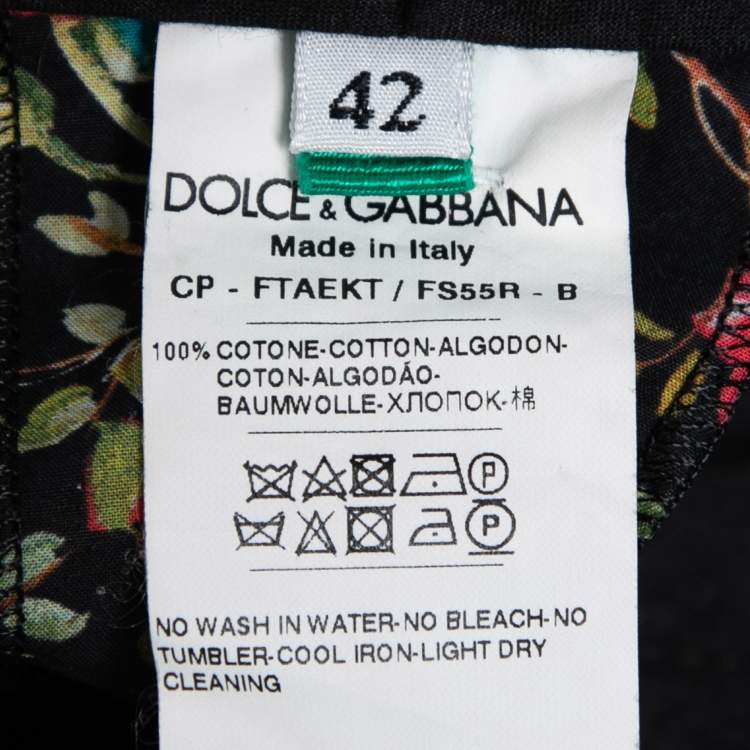 42
DOLCE & GABBANA
Made in Italy
CP - FTAEKT / FS55R - B
100% COTONE-COTTON-ALGODON-
COTON-ALGODÃO-
BAUMWOLLE-ХЛОПОК-棉
P
P
NO WASH IN WATER-NO BLEACH-NO
TUMBLER-COOL IRON-LIGHT DRY
CLEANING